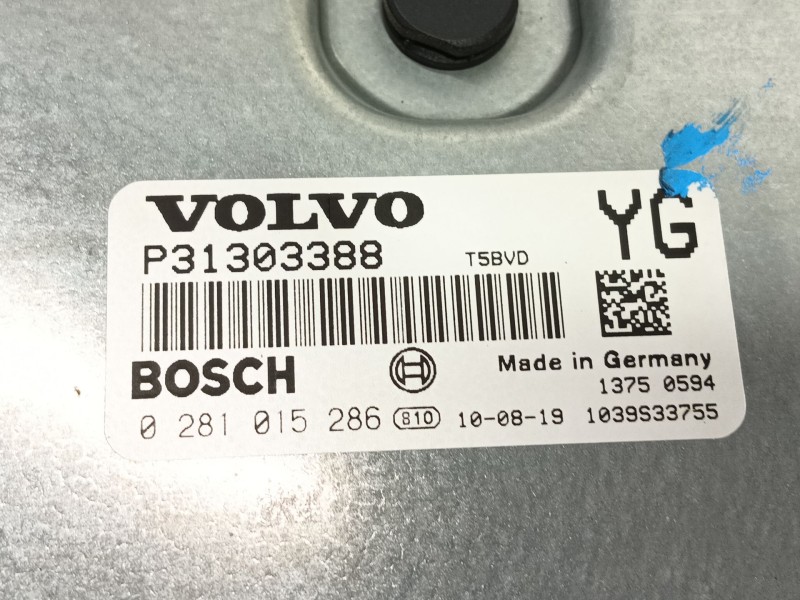 VOLVO
YG
P31303388 T5BVD
BOSCH
Made in Germany
1375 0594
0 281 015 286 810 10-08-19 1039S33755